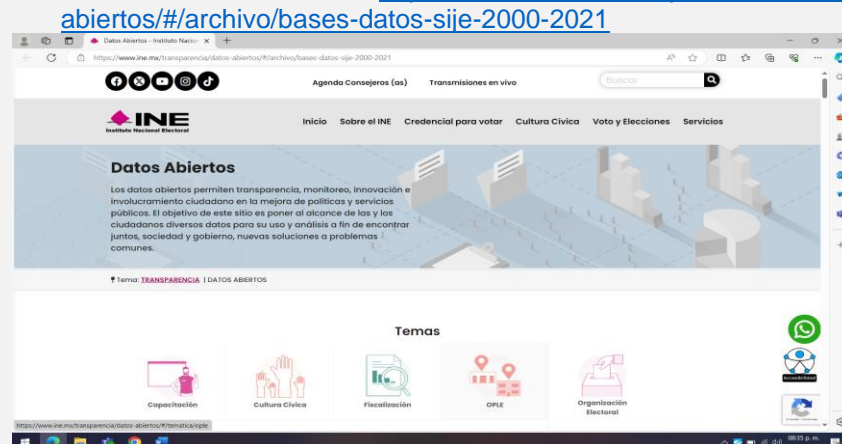 abiertos/#/archivo/bases-datos-sije-2000-2021
Datos Abiertos - Instituto Nacion
https://www.ine.mx/transparencia/datos-abiertos/#/archivo/bases-datos-sije-2000-2021
Agenda Consejeros (as) Transmisiones en vivo Buscar
INE
Instituto Nacional Electoral
Inicio Sobre el INE Credencial para votar Cultura Cívica Voto y Elecciones Servicios
Datos Abiertos
Los datos abiertos permiten transparencia, monitoreo, innovación e
involucramiento ciudadano en la mejora de políticas y servicios
públicos. El objetivo de este sitio es poner al alcance de las y los
ciudadanos diversos datos para su uso y análisis a fin de encontrar
juntos, sociedad y gobierno, nuevas soluciones a problemas
comunes.
Tema: TRANSPARENCIA | DATOS ABIERTOS
Temas
Capacitación Cultura Cívica Fiscalización OPLE Organización
Electoral
Accesibilidad
https://www.ine.mx/transparencia/datos-abiertos/#/tematica/ople
08:35 p. m.